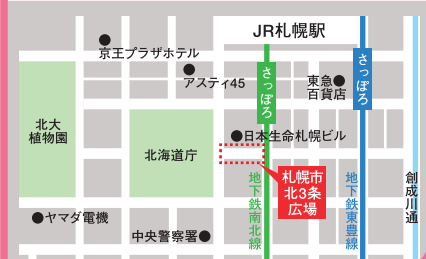 JR札幌駅
京王プラザホテル
アスティ45
さっぽろ
さっぽろ
東急
百貨店
北大
植物園
日本生命札幌ビル
北海道庁
札幌市
北3条
広場
地下鉄南北線
地下鉄東豊線
創成川通
ヤマダ電機
中央警察署